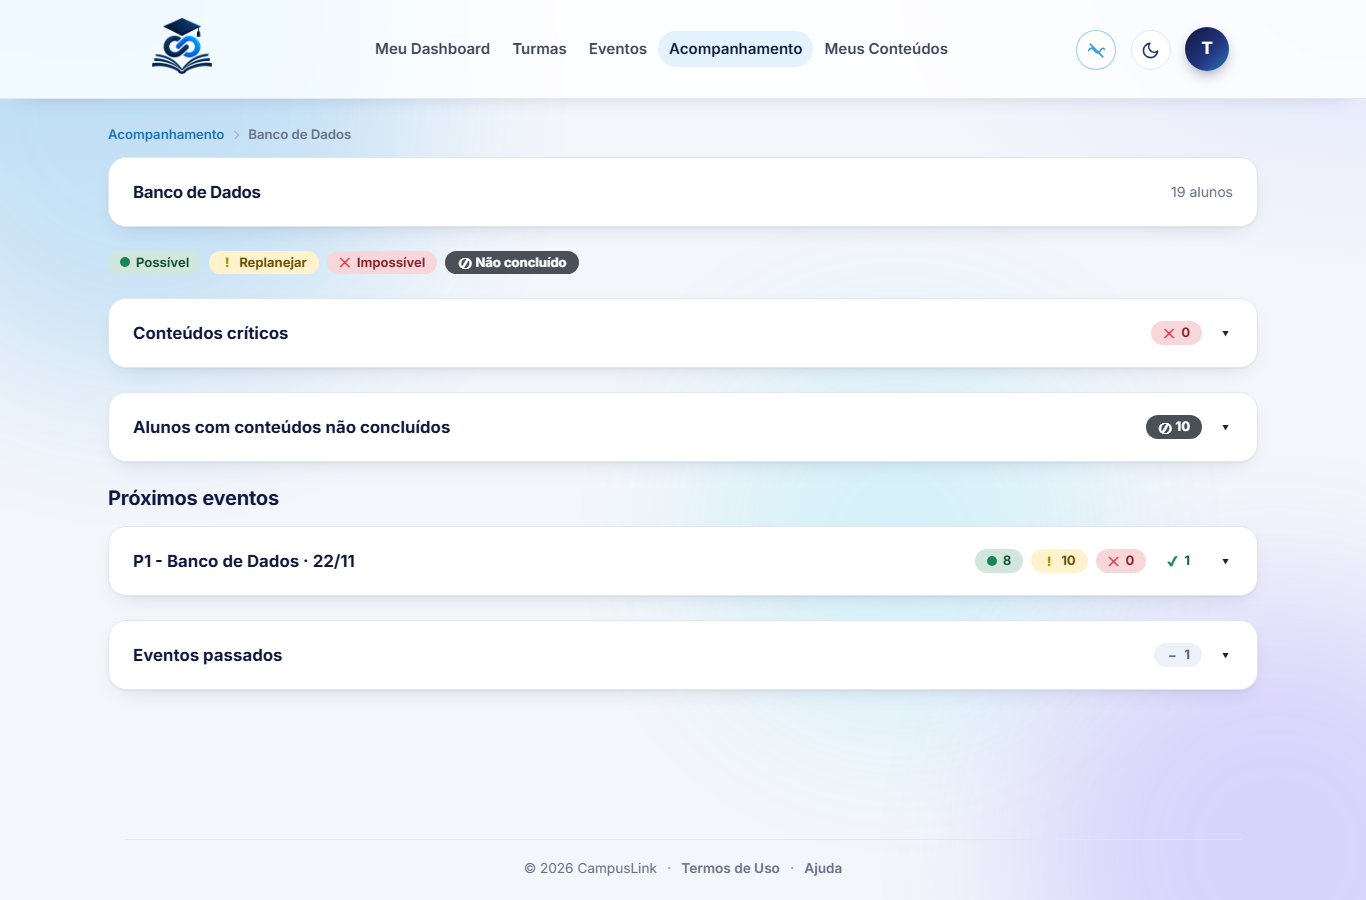 Meu Dashboard Turmas Eventos Acompanhamento Meus Conteúdos T
Acompanhamento > Banco de Dados
Banco de Dados 19 alunos
Possível ! Replanejar Impossível Não concluído
Conteúdos críticos 0
Alunos com conteúdos não concluídos 10
Próximos eventos
P1 - Banco de Dados · 22/11 8 ! 10 0 1
Eventos passados – 1
© 2026 CampusLink · Termos de Uso · Ajuda